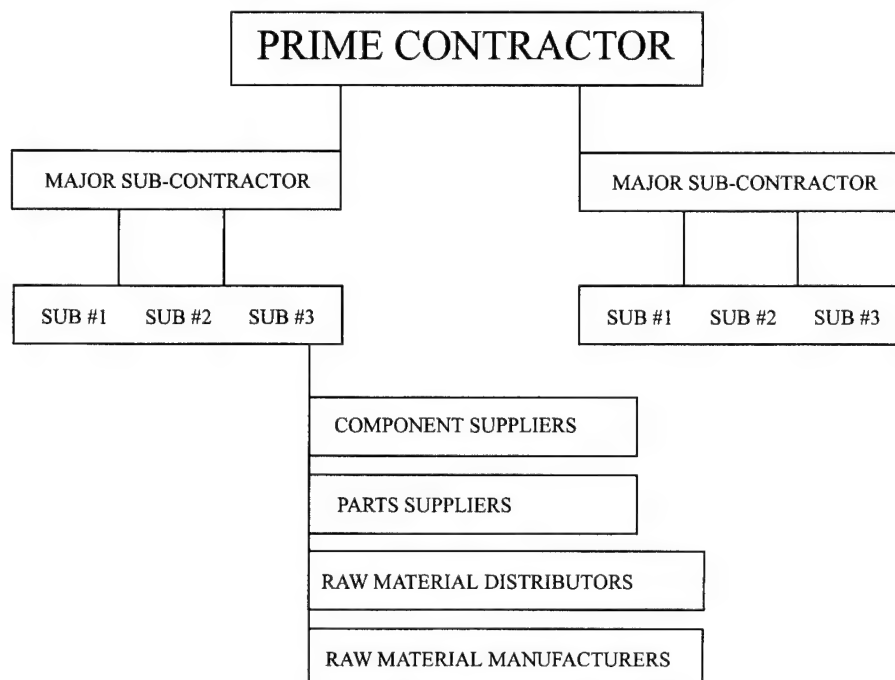 PRIME CONTRACTOR
MAJOR SUB-CONTRACTOR
MAJOR SUB-CONTRACTOR
SUB #1 SUB #2 SUB #3
SUB #1 SUB #2 SUB #3
COMPONENT SUPPLIERS
PARTS SUPPLIERS
RAW MATERIAL DISTRIBUTORS
RAW MATERIAL MANUFACTURERS